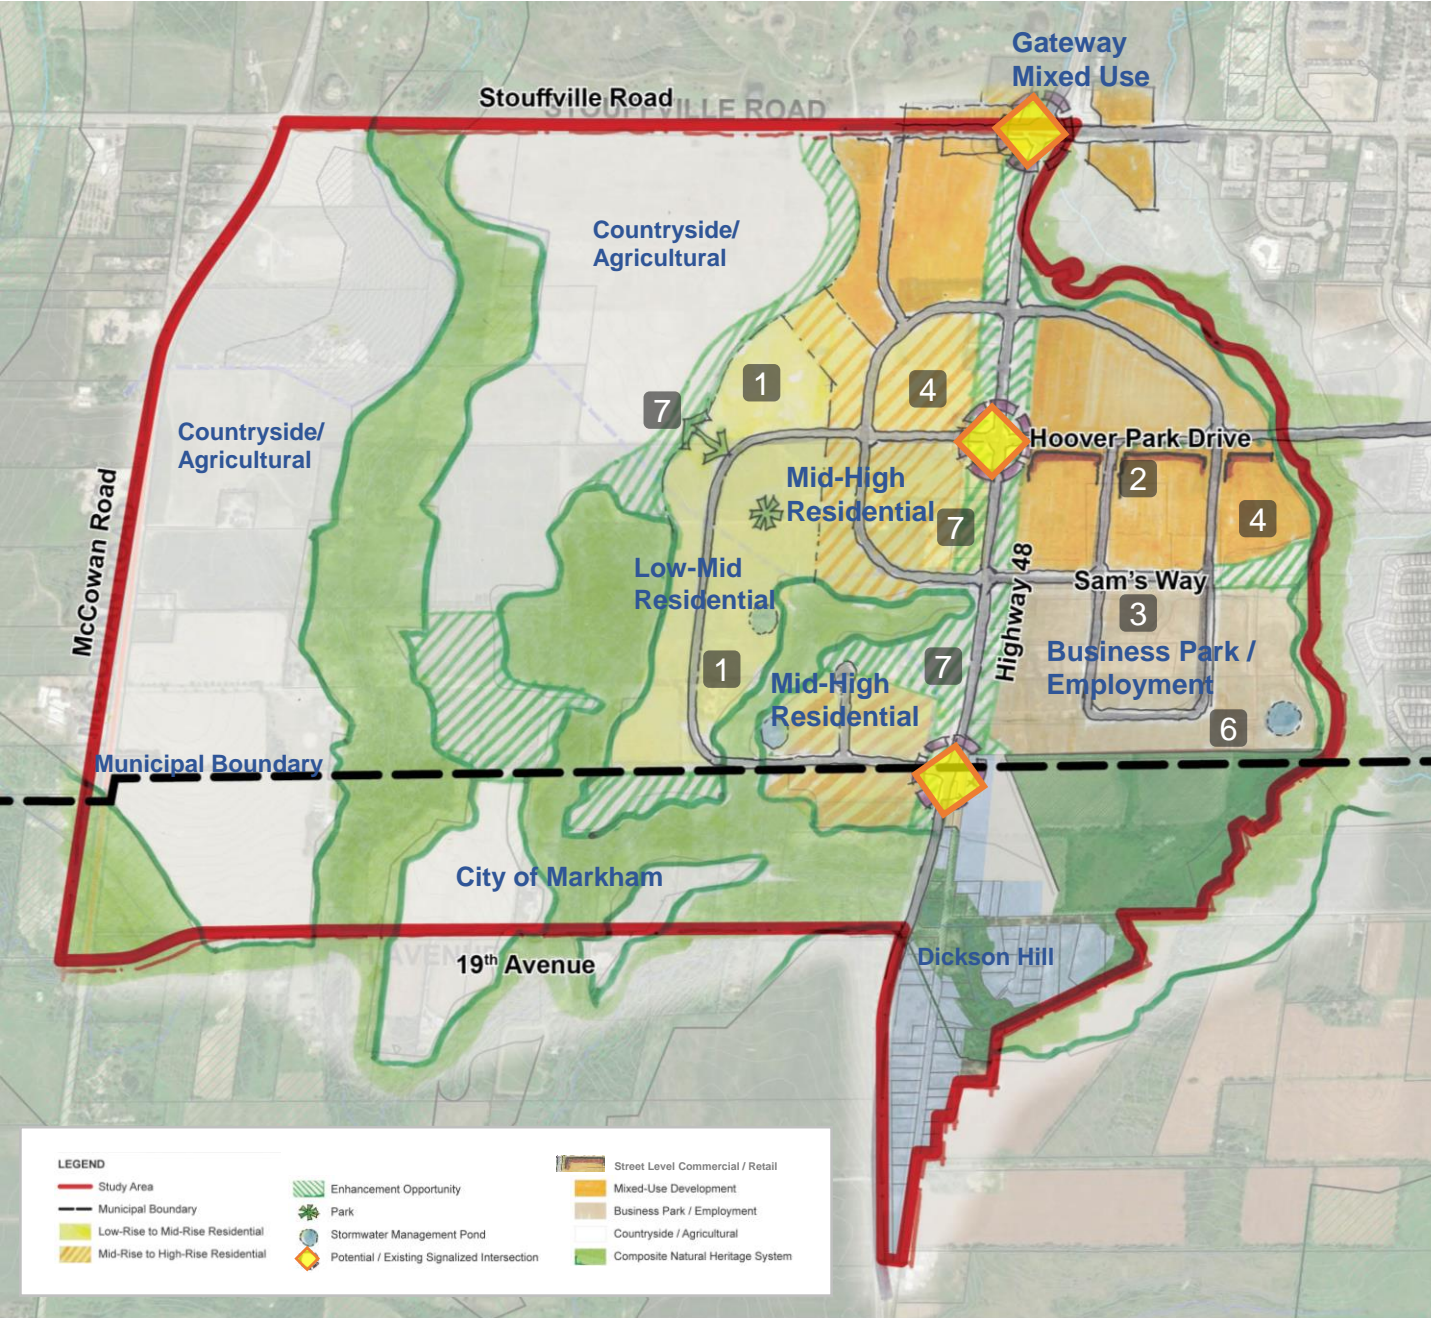 Gateway
Mixed Use
Stouffville Road
STOUFFVILLE ROAD
Countryside/
Agricultural
1
4
7
Countryside/
Agricultural
Hoover Park Drive
McCowan Road
Mid-High
Residential
2
4
7
Low-Mid
Residential
Highway 48
Sam's Way
3
1
7
Business Park /
Employment
Mid-High
Residential
6
Municipal Boundary
City of Markham
AVENUE
19th Avenue
Dickson Hill
LEGEND
Study Area
Municipal Boundary
Low-Rise to Mid-Rise Residential
Mid-Rise to High-Rise Residential
Enhancement Opportunity
Park
Stormwater Management Pond
Potential / Existing Signalized Intersection
Street Level Commercial / Retail
Mixed-Use Development
Business Park / Employment
Countryside / Agricultural
Composite Natural Heritage System